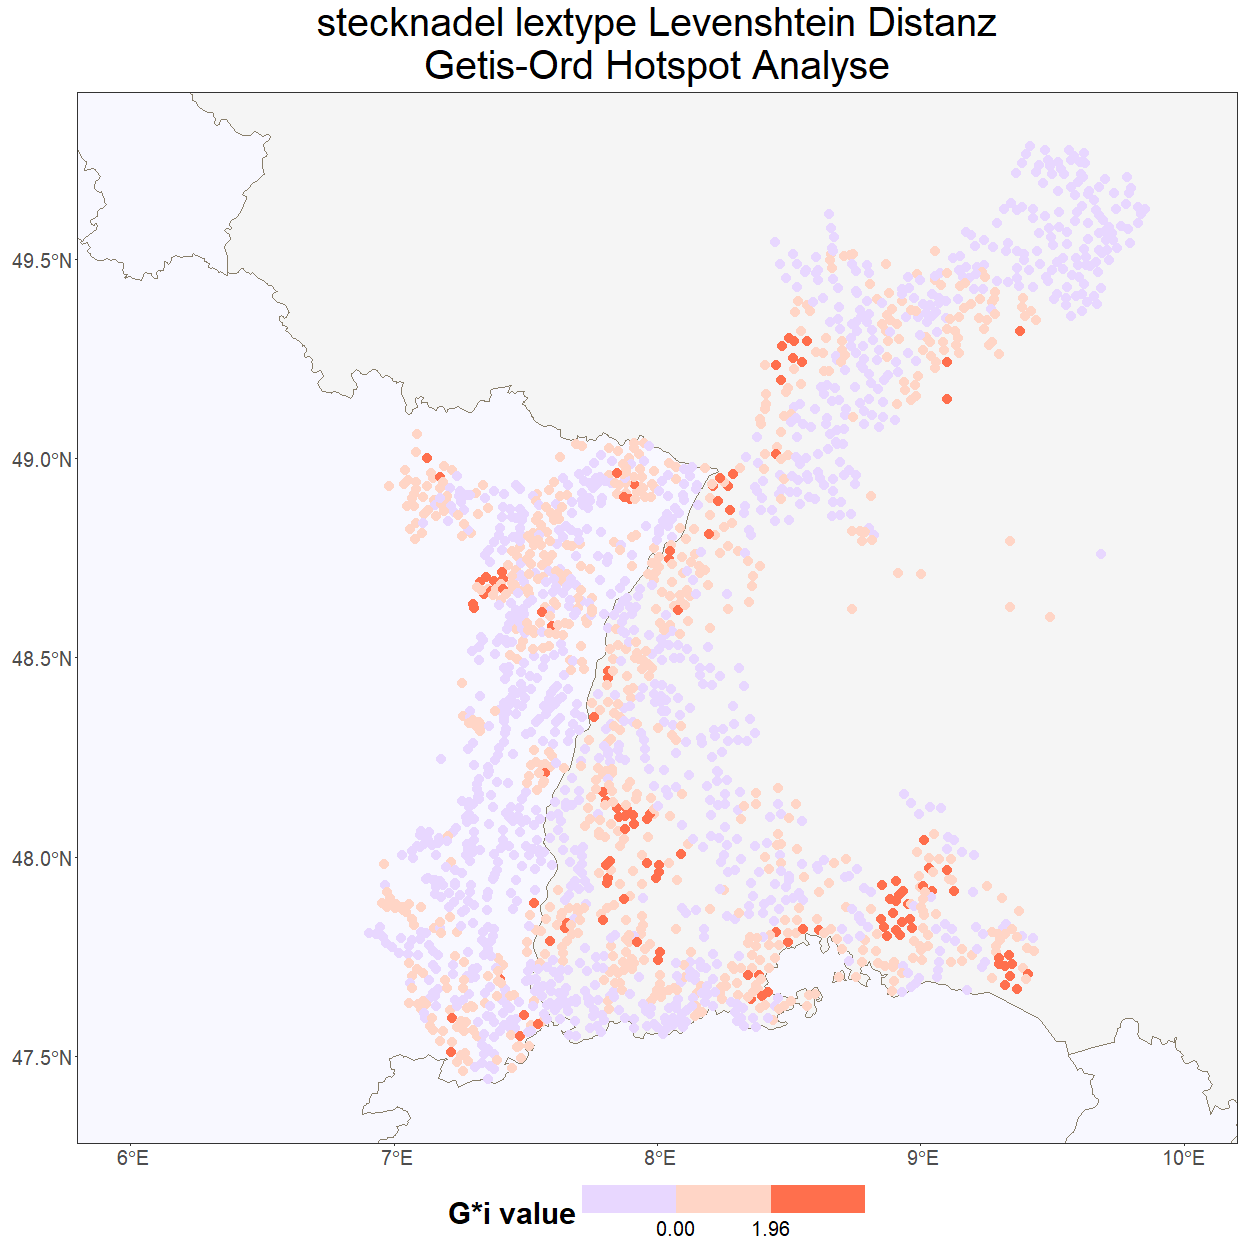 stecknadel lextype Levenshtein Distanz
Getis-Ord Hotspot Analyse
49.5°N
49.0°N
48.5°N
48.0°N
47.5°N
6°E
7°E
8°E
9°E
10°E
G*i value
0.00
1.96